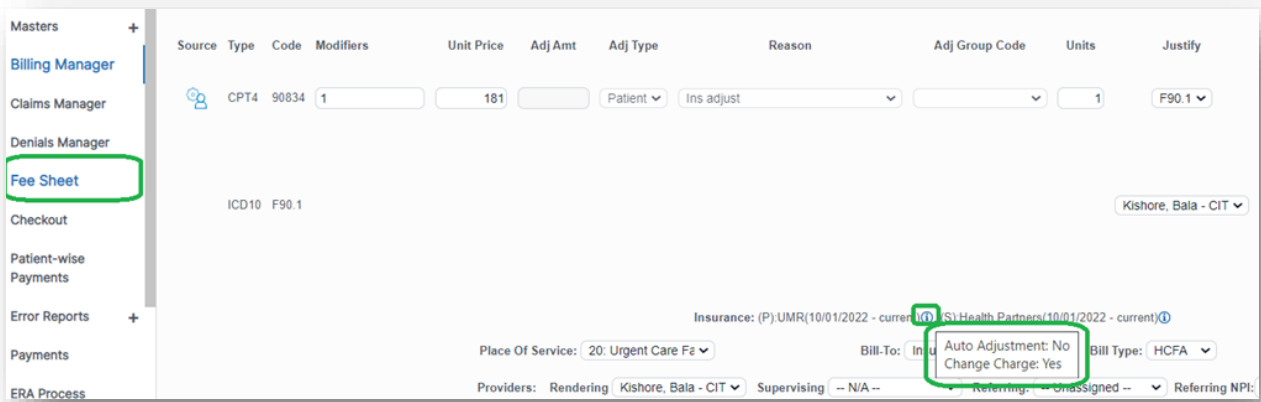 Masters +
Billing Manager
Claims Manager
Denials Manager
Fee Sheet
Checkout
Patient-wise
Payments
Error Reports +
Payments
ERA Process
Source Type Code Modifiers Unit Price Adj Amt Adj Type Reason Adj Group Code Units Justify
CPT4 90834 1 181 Patient Ins adjust 1 F90.1
ICD10 F90.1 Kishore, Bala - CIT
Insurance: (P):UMR(10/01/2022 - current) (S):Health Partners(10/01/2022 - current)
Place Of Service: 20: Urgent Care Fa Bill-To: Insu Bill Type: HCFA
Auto Adjustment: No
Change Charge: Yes
Providers: Rendering Kishore, Bala - CIT Supervising -- N/A -- Referring: -- Unassigned -- Referring NPI: